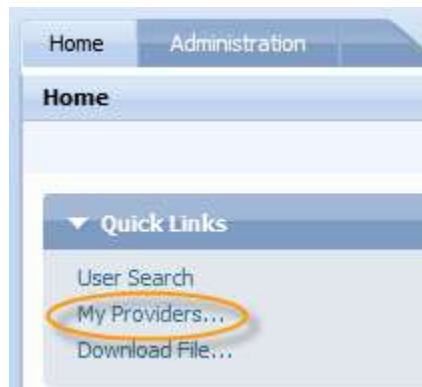 Home Administration
Home
Quick Links
User Search
My Providers...
Download File...